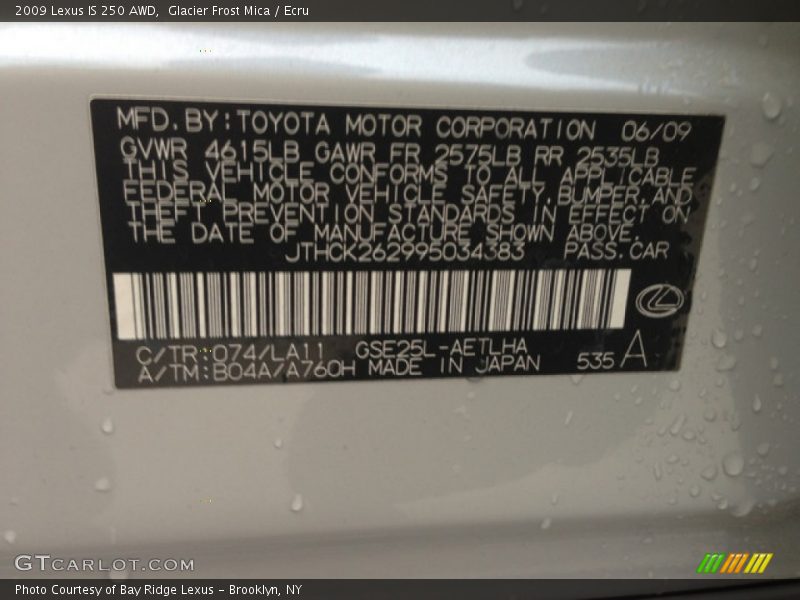 2009 Lexus IS 250 AWD,  Glacier Frost Mica / Ecru
MFD. BY: TOYOTA MOTOR CORPORATION 06/09
GVWR 4615LB GAWR FR 2575LB RR 2535LB
THIS VEHICLE CONFORMS TO ALL APPLICABLE
FEDERAL MOTOR VEHICLE SAFETY, BUMPER, AND
THEFT PREVENTION STANDARDS IN EFFECT ON
THE DATE OF MANUFACTURE SHOWN ABOVE.
JTHCK262995034383 PASS. CAR
C/TR: 074/LA11 GSE25L-AETLHA
A/TM: B04A/A760H MADE IN JAPAN 535 A
GTCARLOT.COM
Photo Courtesy of Bay Ridge Lexus - Brooklyn, NY